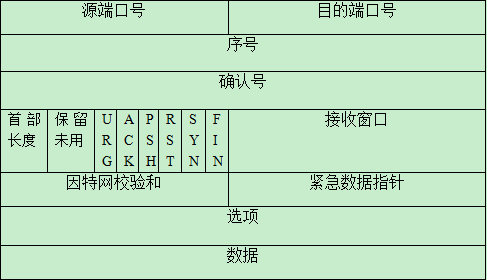 源端口号
目的端口号
序号
确认号
首部长度
保留未用
URG
ACK
PSH
RST
SYN
FIN
接收窗口
因特网校验和
紧急数据指针
选项
数据